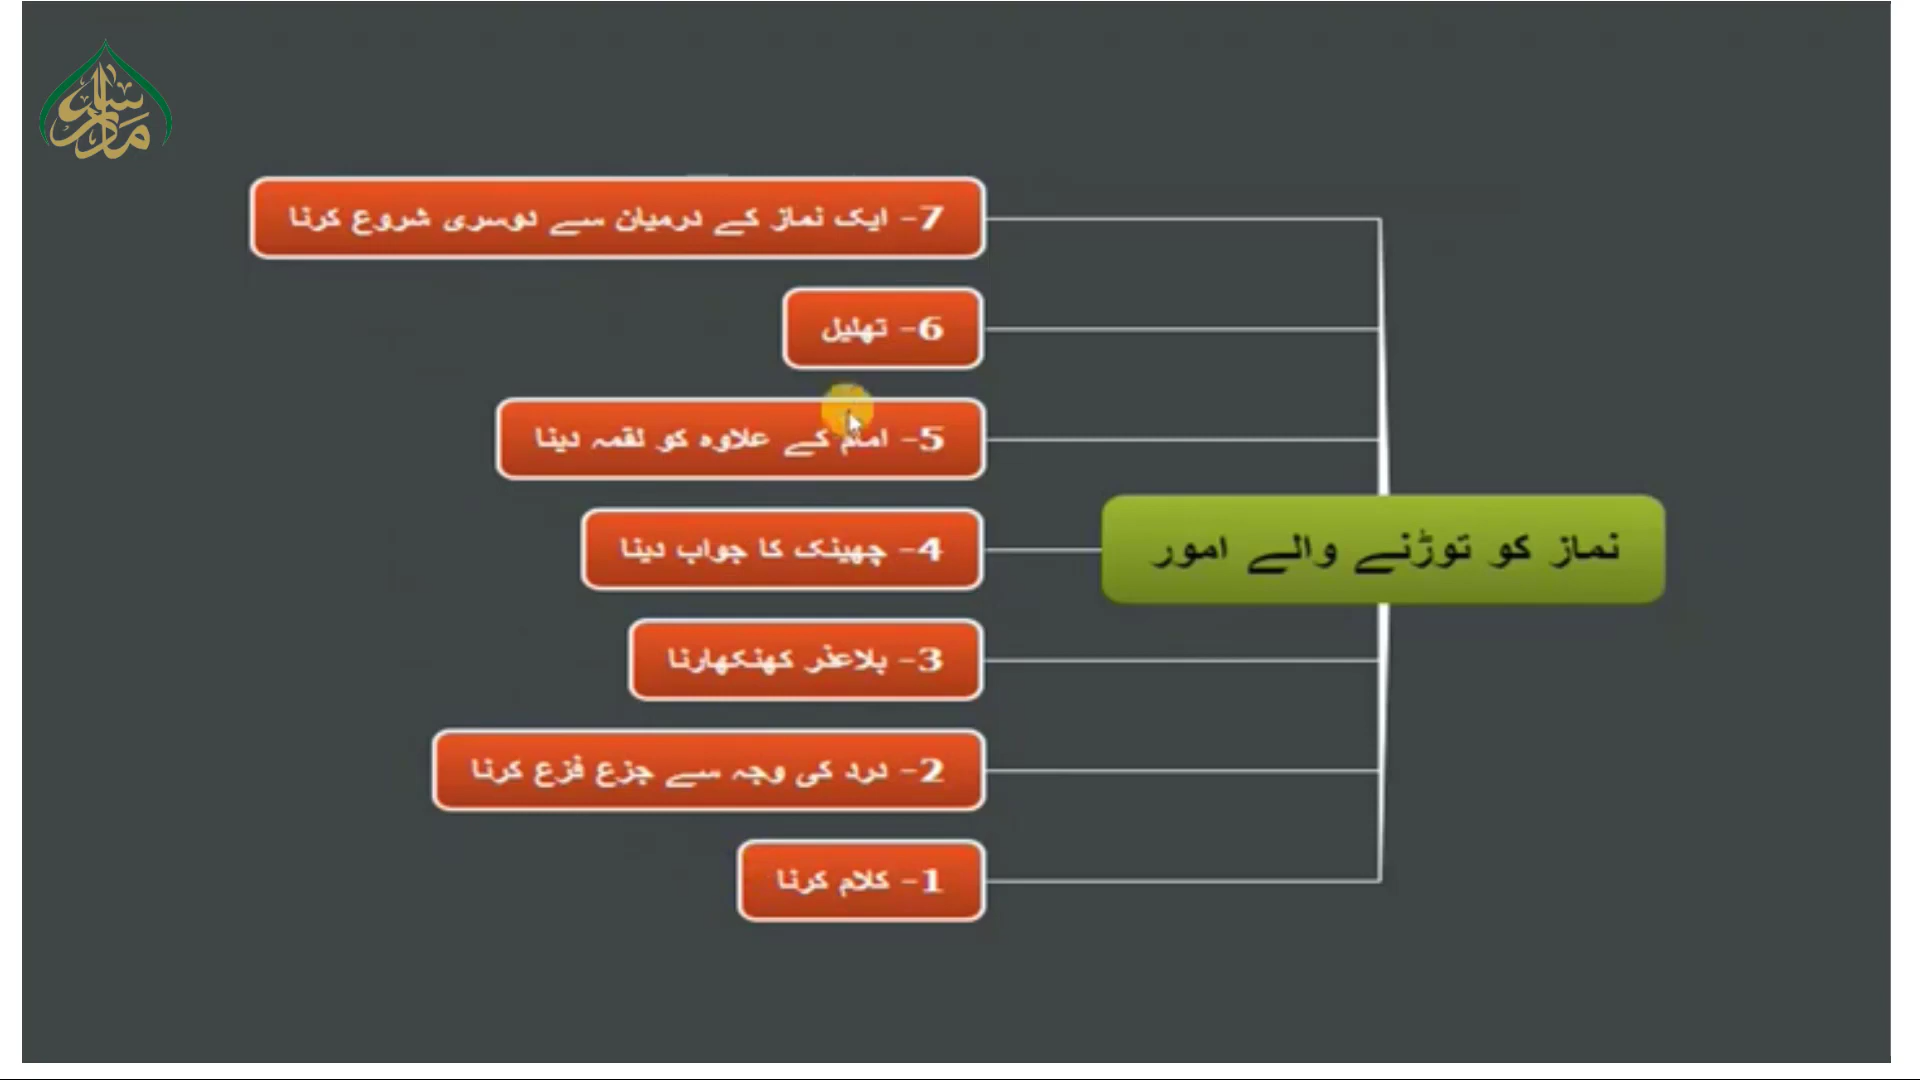 7- ایک نماز کے درمیان سے دوسری شروع کرنا
6- تھلیل
5- امام کے علاوہ کو لقمہ دینا
نماز کو توڑنے والے امور
4- چھینک کا جواب دینا
3- بلاعذر کھنکھارنا
2- درد کی وجہ سے جزع فزع کرنا
1- کلام کرنا